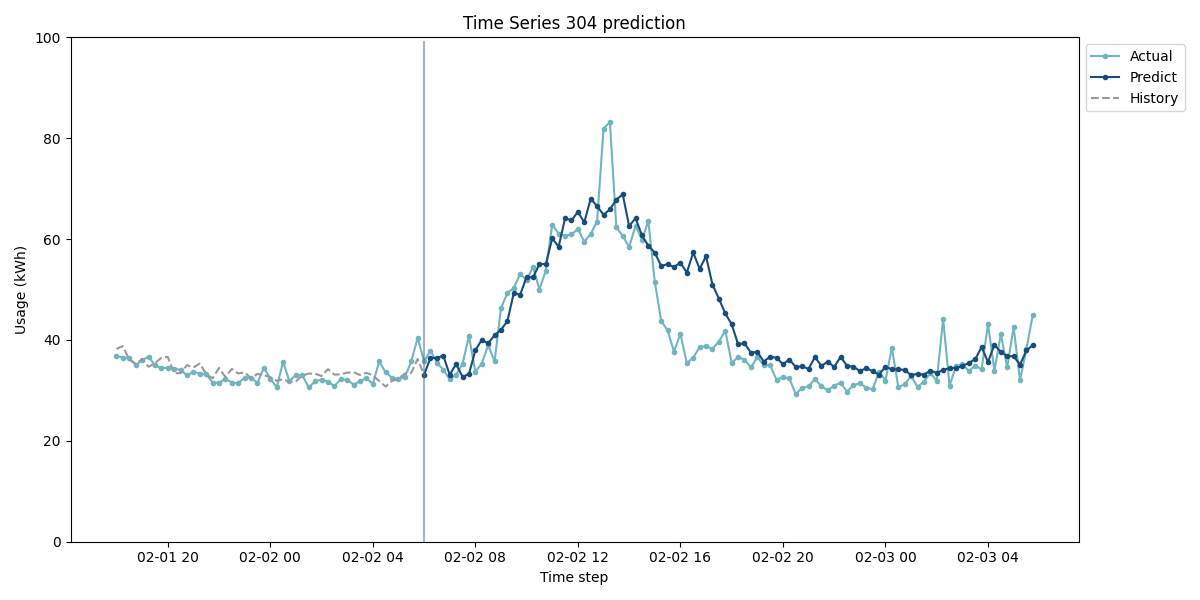 Time Series 304 prediction
100
80
60
40
20
0
Usage (kWh)
02-01 20
02-02 00
02-02 04
02-02 08
02-02 12
02-02 16
02-02 20
02-03 00
02-03 04
Time step
Actual
Predict
History